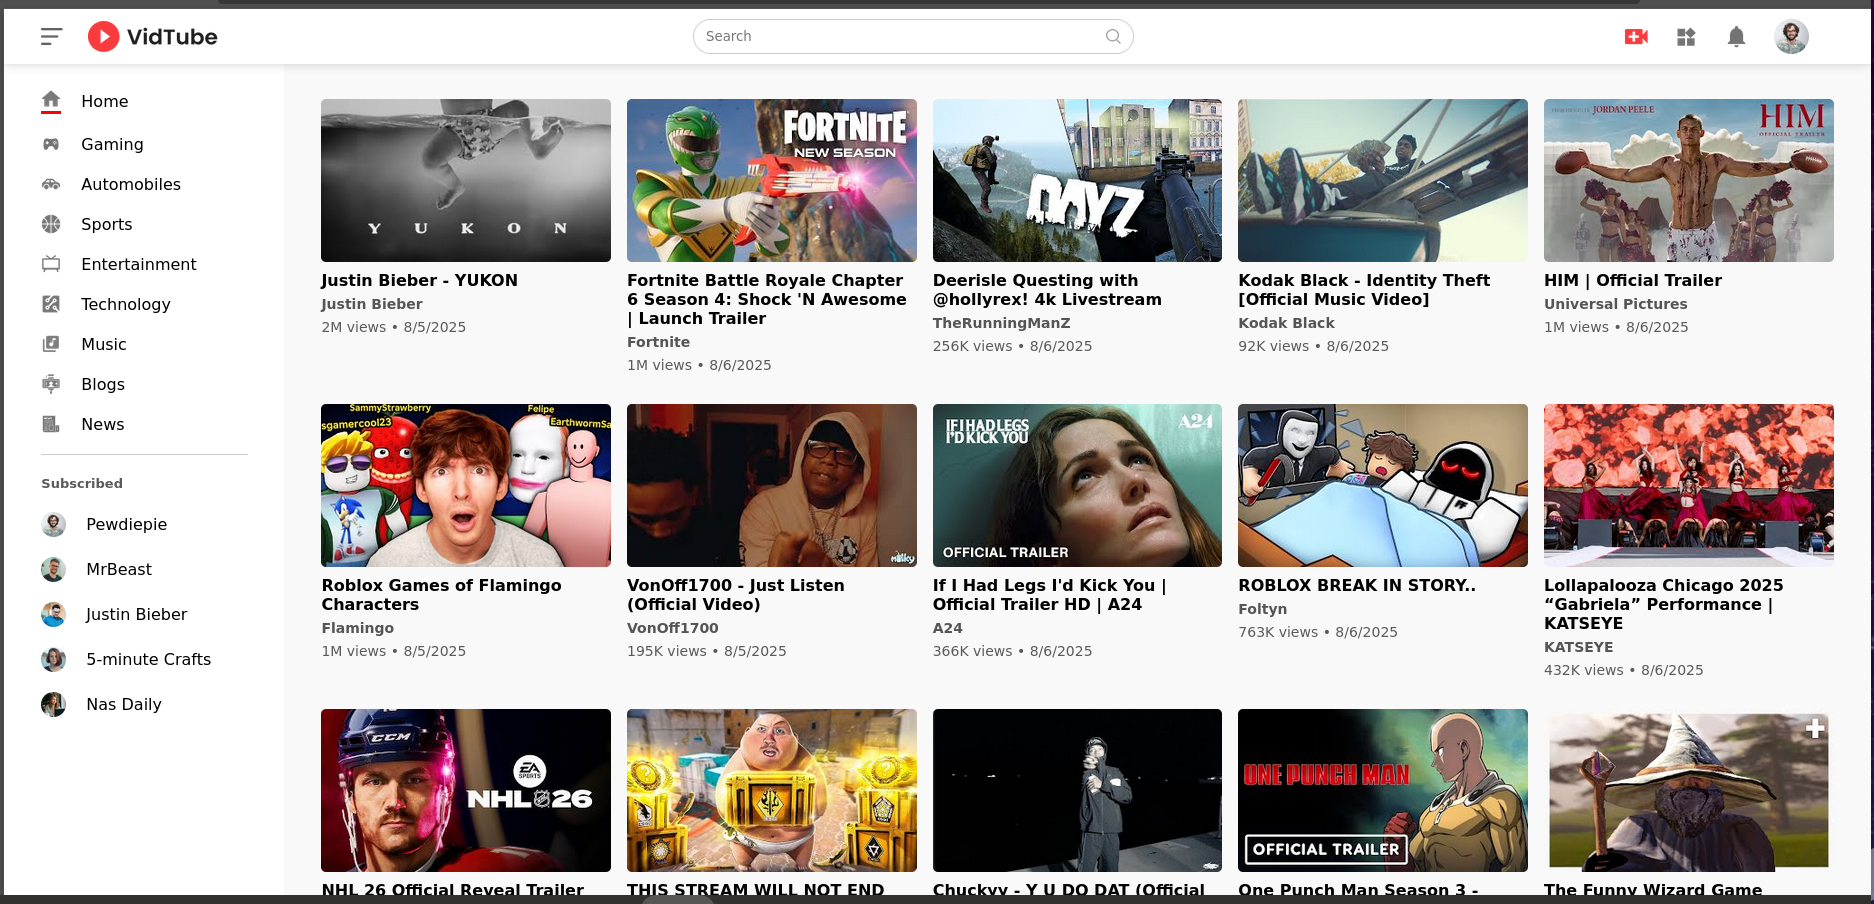 VidTube
Search
Home
Gaming
Automobiles
Sports
Entertainment
Technology
Music
Blogs
News
Subscribed
Pewdiepie
MrBeast
Justin Bieber
5-minute Crafts
Nas Daily
Y U K O N
Justin Bieber - YUKON
Justin Bieber
2M views • 8/5/2025
FORTNITE
NEW SEASON
Fortnite Battle Royale Chapter
6 Season 4: Shock 'N Awesome
| Launch Trailer
Fortnite
1M views • 8/6/2025
DAYZ
Deerisle Questing with
@hollyrex! 4k Livestream
TheRunningManZ
256K views • 8/6/2025
Kodak Black - Identity Theft
[Official Music Video]
Kodak Black
92K views • 8/6/2025
JORDAN PEELE
HIM
OFFICIAL TRAILER
HIM | Official Trailer
Universal Pictures
1M views • 8/6/2025
SammyStrawberry
Felipe
sgamercool23
EarthwormSa
Roblox Games of Flamingo
Characters
Flamingo
1M views • 8/5/2025
milky
VonOff1700 - Just Listen
(Official Video)
VonOff1700
195K views • 8/5/2025
IF I HAD LEGS
I'D KICK YOU
A24
OFFICIAL TRAILER
If I Had Legs I'd Kick You |
Official Trailer HD | A24
A24
366K views • 8/6/2025
ROBLOX BREAK IN STORY..
Foltyn
763K views • 8/6/2025
Lollapalooza Chicago 2025
“Gabriela” Performance |
KATSEYE
KATSEYE
432K views • 8/6/2025
CCM
EA
SPORTS
NHL 26
NHL 26 Official Reveal Trailer
THIS STREAM WILL NOT END
Chuckyy - Y U DO DAT (Official
ONE PUNCH MAN
OFFICIAL TRAILER
One Punch Man Season 3 -
The Funny Wizard Game